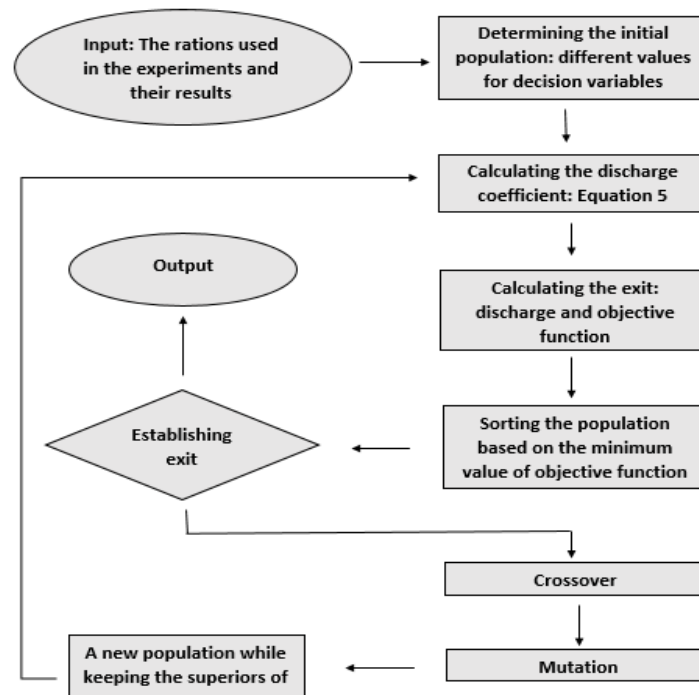 Input: The rations used
in the experiments and
their results
Determining the initial
population: different values
for decision variables
Calculating the discharge
coefficient: Equation 5
Calculating the exit:
discharge and objective
function
Sorting the population
based on the minimum
value of objective function
Establishing
exit
Output
Crossover
Mutation
A new population while
keeping the superiors of